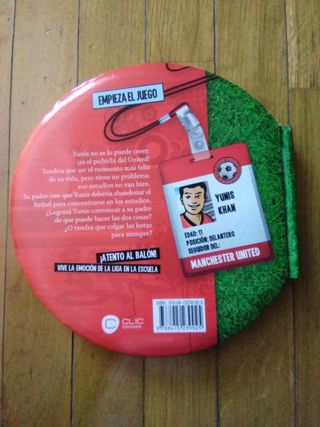 EMPIEZA EL JUEGO
Yunis no se lo puede creer:
¡es el pichichi del United!
Tendría que ser el momento más feliz
de su vida, pero tiene un problema:
sus estudios no van bien.
Su padre cree que Yunis debería abandonar el
fútbol para concentrarse en los estudios.
¿Logrará Yunis convencer a su padre
de que puede hacer las dos cosas?
¿O tendrá que colgar las botas
para siempre?
¡ATENTO AL BALÓN!
VIVE LA EMOCIÓN DE LA LIGA EN LA ESCUELA
YUNIS
KHAN
EDAD: 11
POSICIÓN: DELANTERO
SEGUIDOR DEL:
MANCHESTER UNITED
CLIC
EDICIONES
ISBN: